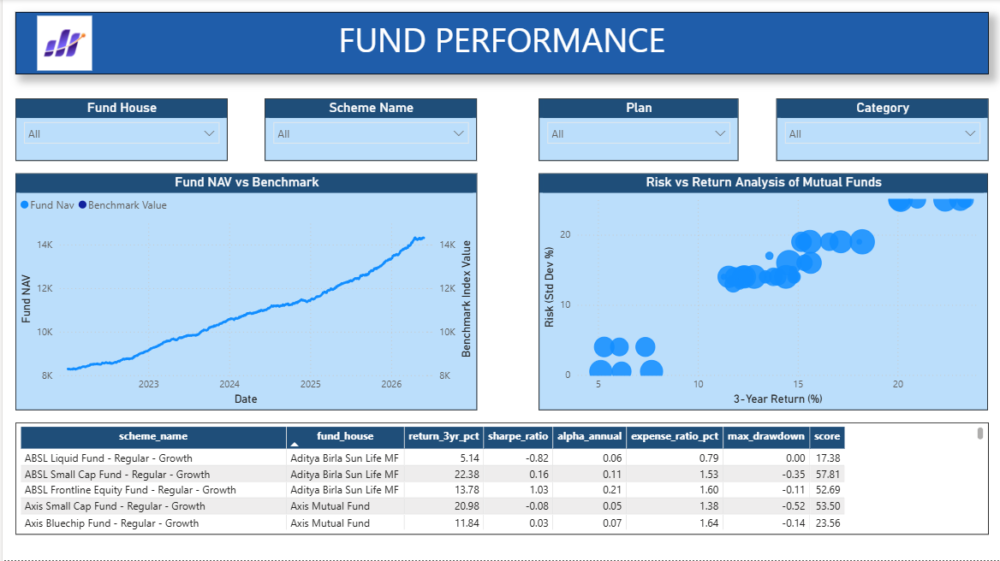 FUND PERFORMANCE
Fund House
All
Scheme Name
All
Plan
All
Category
All
Fund NAV vs Benchmark
Fund Nav Benchmark Value
14K
12K
10K
8K
Fund NAV
14K
12K
10K
8K
Benchmark Index Value
2023 2024 2025 2026
Date
Risk vs Return Analysis of Mutual Funds
20
10
0
Risk (Std Dev %)
5 10 15 20
3-Year Return (%)
scheme_name fund_house return_3yr_pct sharpe_ratio alpha_annual expense_ratio_pct max_drawdown score
ABSL Liquid Fund - Regular - Growth Aditya Birla Sun Life MF 5.14 -0.82 0.06 0.79 0.00 17.38
ABSL Small Cap Fund - Regular - Growth Aditya Birla Sun Life MF 22.38 0.16 0.11 1.53 -0.35 57.81
ABSL Frontline Equity Fund - Regular - Growth Aditya Birla Sun Life MF 13.78 1.03 0.21 1.60 -0.11 52.69
Axis Small Cap Fund - Regular - Growth Axis Mutual Fund 20.98 -0.08 0.05 1.38 -0.52 53.50
Axis Bluechip Fund - Regular - Growth Axis Mutual Fund 11.84 0.03 0.07 1.64 -0.14 23.56